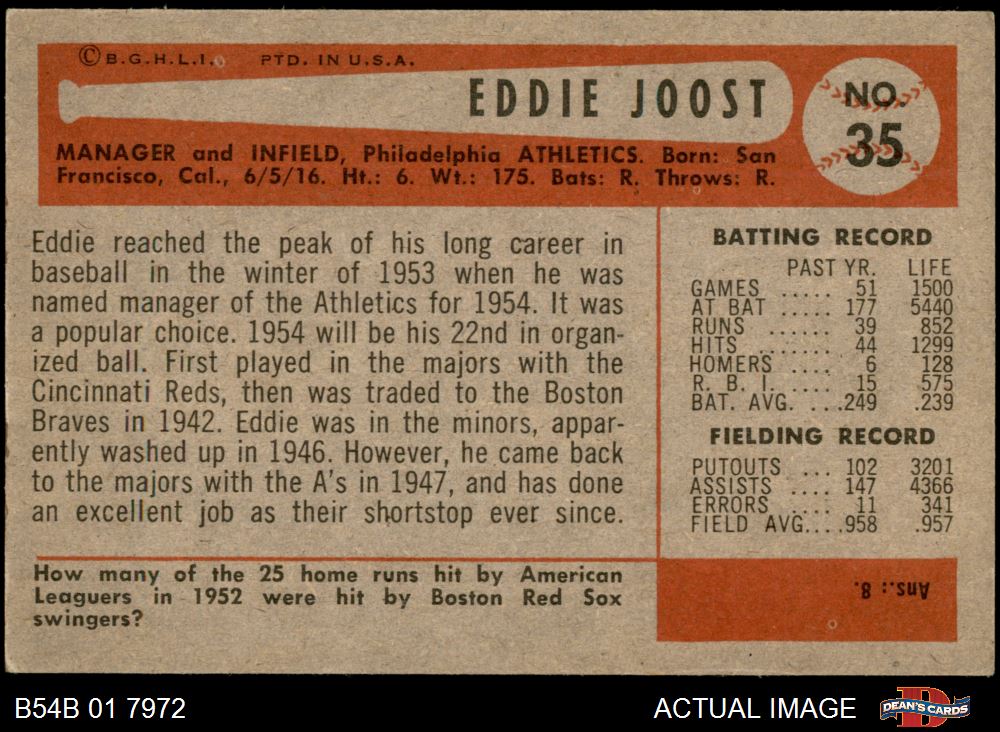 © B.G.H.L.I. PTD. IN U.S.A.
EDDIE JOOST
NO.
35
MANAGER and INFIELD, Philadelphia ATHLETICS. Born: San
Francisco, Cal., 6/5/16. Ht.: 6. Wt.: 175. Bats: R. Throws: R.
Eddie reached the peak of his long career in
baseball in the winter of 1953 when he was
named manager of the Athletics for 1954. It was
a popular choice. 1954 will be his 22nd in organ-
ized ball. First played in the majors with the
Cincinnati Reds, then was traded to the Boston
Braves in 1942. Eddie was in the minors, appar-
ently washed up in 1946. However, he came back
to the majors with the A's in 1947, and has done
an excellent job as their shortstop ever since.
BATTING RECORD
PAST YR. LIFE
GAMES ..... 51 1500
AT BAT ..... 177 5440
RUNS ...... 39 852
HITS ........ 44 1299
HOMERS .... 6 128
R. B. I. ..... 15 575
BAT. AVG. ...249 .239
FIELDING RECORD
PUTOUTS ... 102 3201
ASSISTS .... 147 4366
ERRORS .... 11 341
FIELD AVG....958 .957
How many of the 25 home runs hit by American
Leaguers in 1952 were hit by Boston Red Sox
swingers?
Ans.: 8.
B54B 01 7972
ACTUAL IMAGE
DEAN'S CARDS